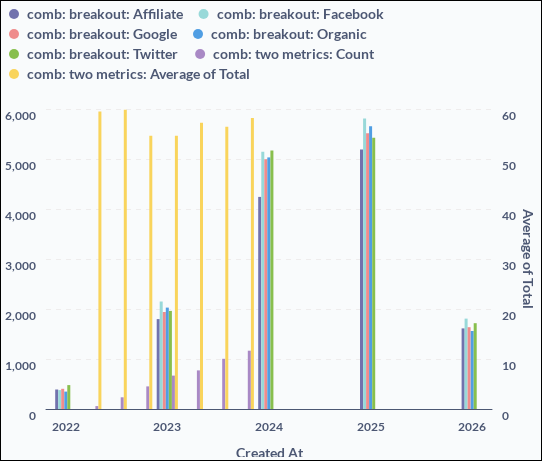 comb: breakout: Affiliate comb: breakout: Facebook
comb: breakout: Google comb: breakout: Organic
comb: breakout: Twitter comb: two metrics: Count
comb: two metrics: Average of Total
6,000 60
5,000 50
4,000 40
3,000 30
2,000 20
1,000 10
0 0
Average of Total
2022 2023 2024 2025 2026
Created At